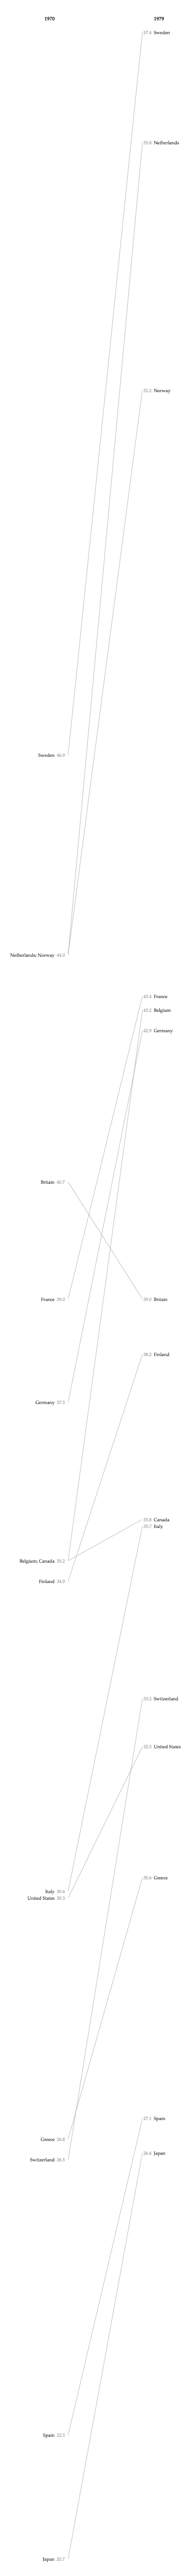 1970 1979
57.4 Sweden
55.8 Netherlands
52.2 Norway
Sweden 46.9
Netherlands; Norway 44.0
43.4 France
43.2 Belgium
42.9 Germany
Britain 40.7
France 39.0 39.0 Britain
38.2 Finland
Germany 37.5
35.8 Canada
35.7 Italy
Belgium; Canada 35.2
Finland 34.9
33.2 Switzerland
32.5 United States
30.6 Greece
Italy 30.4
United States 30.3
27.1 Spain
Greece 26.8
26.6 Japan
Switzerland 26.5
Spain 22.5
Japan 20.7